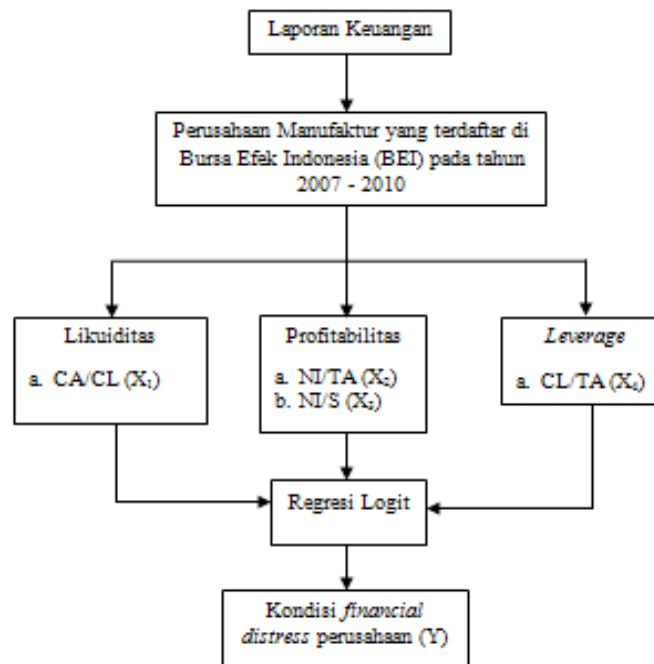 Laporan Keuangan
Perusahaan Manufaktur yang terdaftar di
Bursa Efek Indonesia (BEI) pada tahun
2007 - 2010
Likuiditas
a. CA/CL (X₁)
Profitabilitas
a. NI/TA (X₂)
b. NI/S (X₃)
Leverage
a. CL/TA (X₄)
Regresi Logit
Kondisi financial
distress perusahaan (Y)